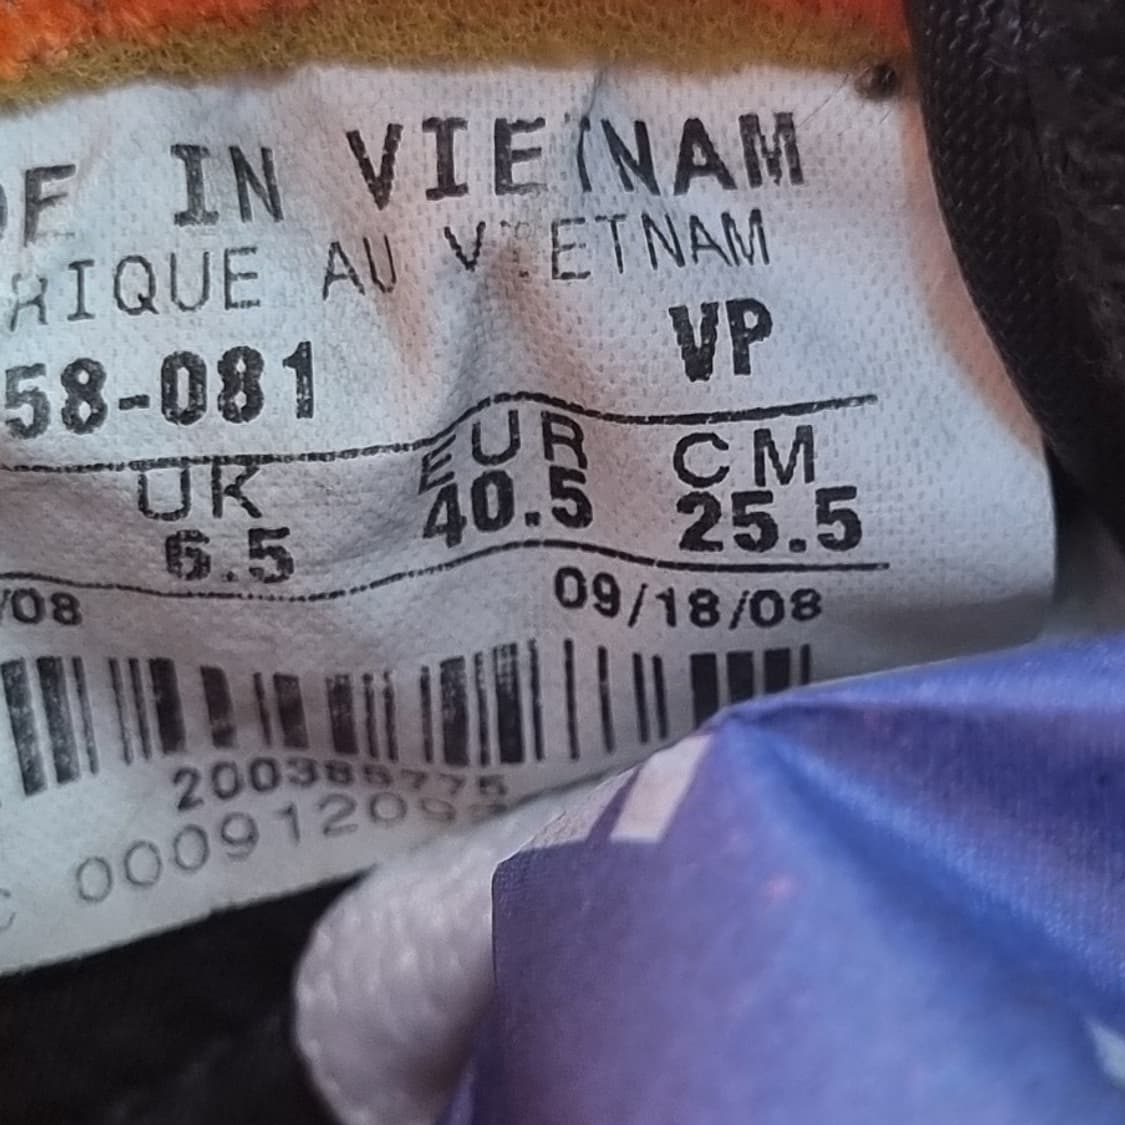 DE IN VIETNAM
RIQUE AU VIETNAM
VP
58-081
UK EUR CM
6.5 40.5 25.5
/08 09/18/08
200385775
C 00091209